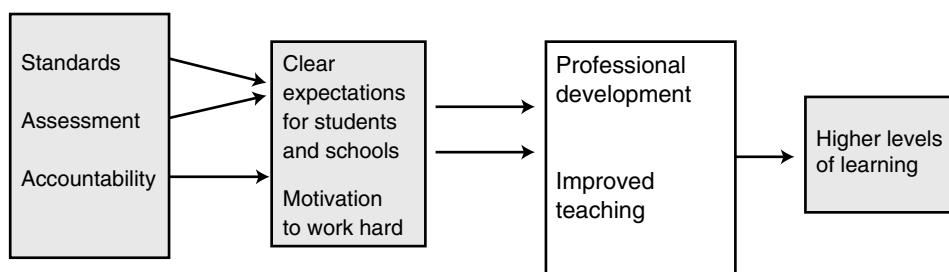 Standards
Assessment
Accountability
Clear
expectations
for students
and schools
Motivation
to work hard
Professional
development
Improved
teaching
Higher levels
of learning